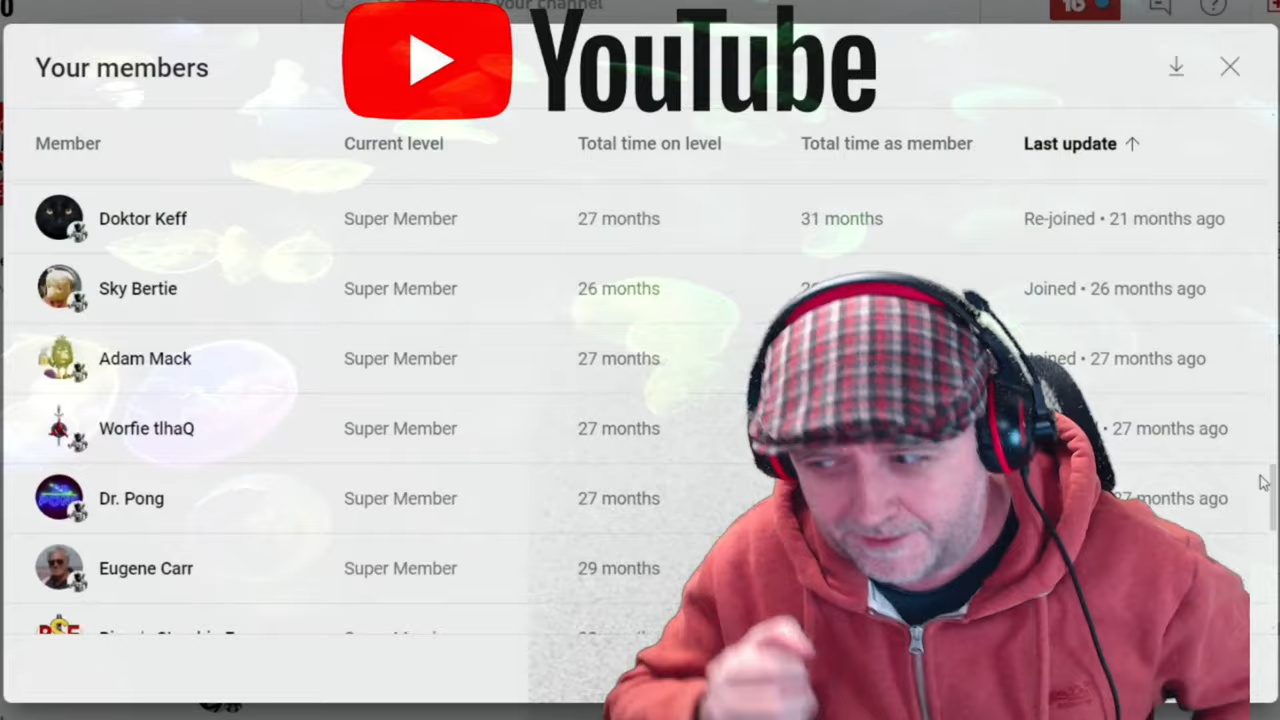 your channel
Your members
YouTube
Member Current level Total time on level Total time as member Last update
Doktor Keff Super Member 27 months 31 months Re-joined • 21 months ago
Sky Bertie Super Member 26 months Joined • 26 months ago
Adam Mack Super Member 27 months • 27 months ago
Worfie tlhaQ Super Member 27 months • 27 months ago
Dr. Pong Super Member 27 months months ago
Eugene Carr Super Member 29 months